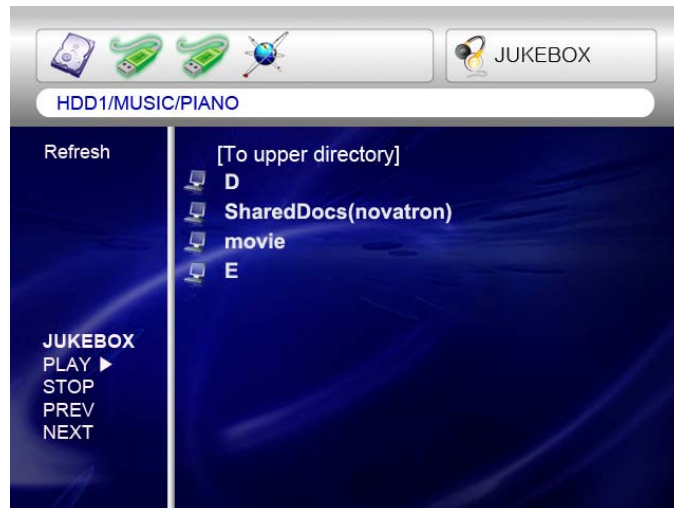 JUKEBOX
HDD1/MUSIC/PIANO
Refresh
[To upper directory]
D
SharedDocs(novatron)
movie
E
JUKEBOX
PLAY ▶
STOP
PREV
NEXT